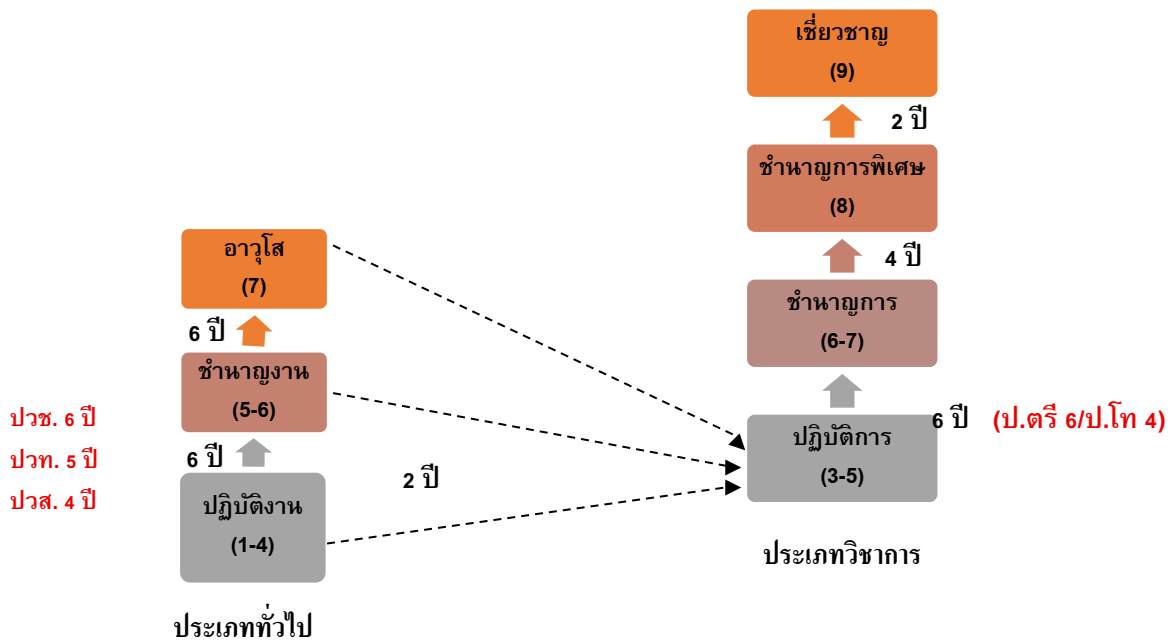 เชี่ยวชาญ
(9)
2 ปี
ชำนาญการพิเศษ
(8)
4 ปี
ชำนาญการ
(6-7)
6 ปี (ป.ตรี 6/ป.โท 4)
ปฏิบัติการ
(3-5)
ประเภทวิชาการ
อาวุโส
(7)
6 ปี
ชำนาญงาน
(5-6)
6 ปี
ปวช. 6 ปี
ปวท. 5 ปี
ปวส. 4 ปี
2 ปี
ปฏิบัติงาน
(1-4)
ประเภททั่วไป